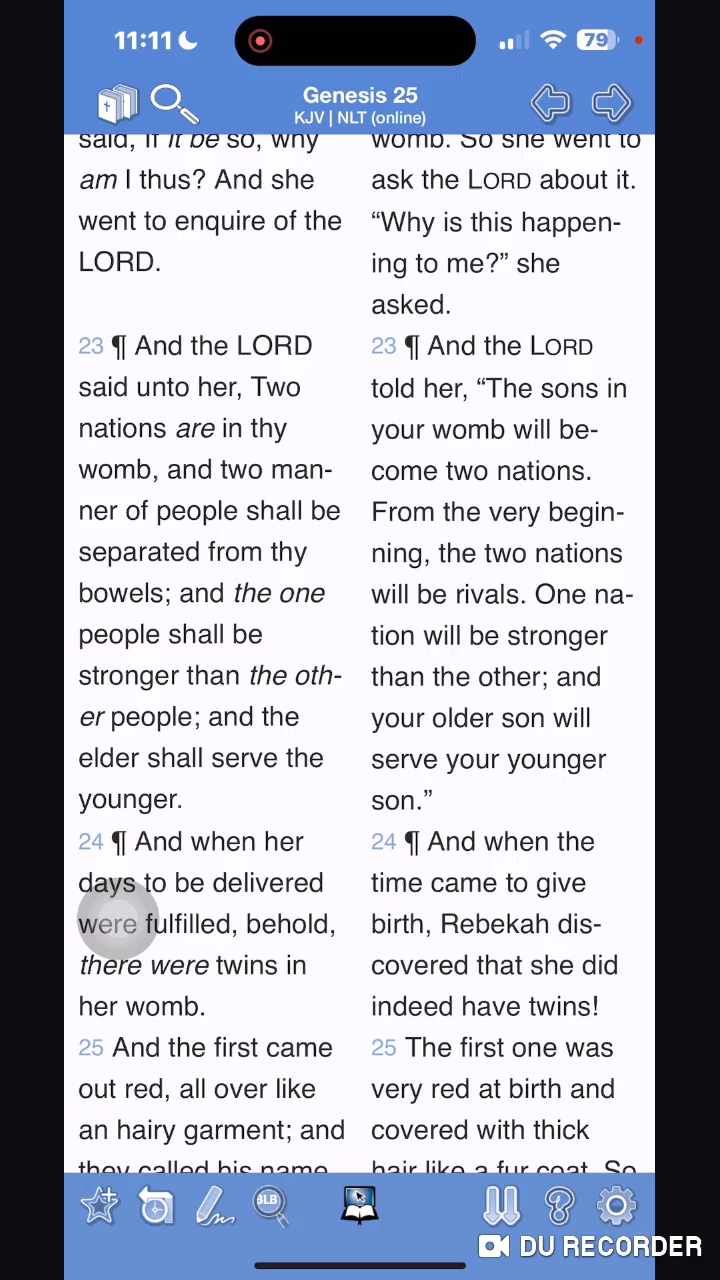 11:11
79
Genesis 25
KJV | NLT (online)
said, If it be so, why
am I thus? And she
went to enquire of the
LORD.
23 ¶ And the LORD
said unto her, Two
nations are in thy
womb, and two man-
ner of people shall be
separated from thy
bowels; and the one
people shall be
stronger than the oth-
er people; and the
elder shall serve the
younger.
24 ¶ And when her
days to be delivered
were fulfilled, behold,
there were twins in
her womb.
25 And the first came
out red, all over like
an hairy garment; and
they called his name
womb. So she went to
ask the LORD about it.
“Why is this happen-
ing to me?” she
asked.
23 ¶ And the LORD
told her, “The sons in
your womb will be-
come two nations.
From the very begin-
ning, the two nations
will be rivals. One na-
tion will be stronger
than the other; and
your older son will
serve your younger
son.”
24 ¶ And when the
time came to give
birth, Rebekah dis-
covered that she did
indeed have twins!
25 The first one was
very red at birth and
covered with thick
hair like a fur coat. So
BLB
DU RECORDER